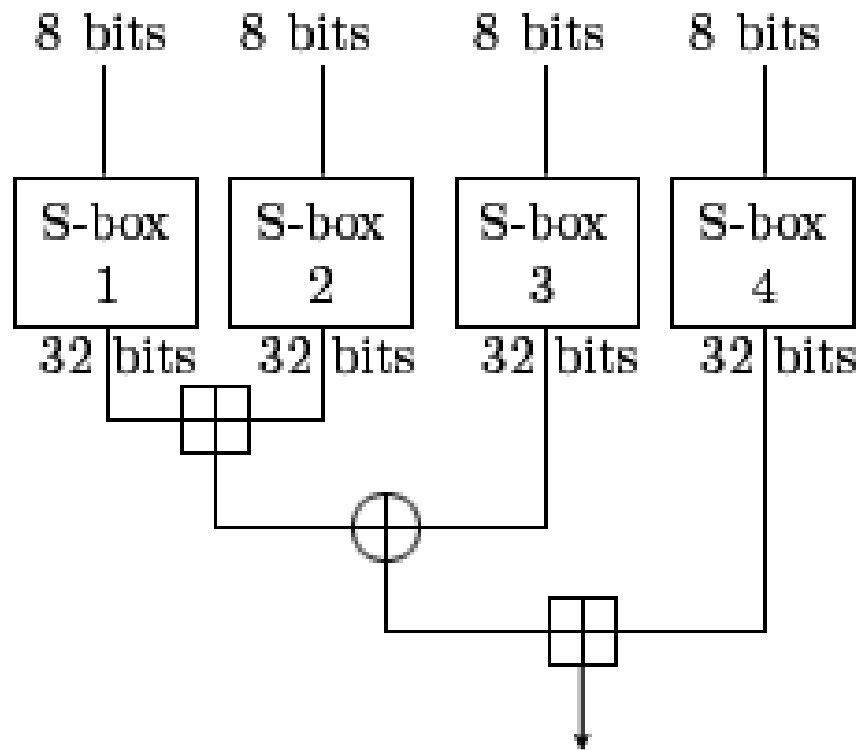 8 bits 8 bits 8 bits 8 bits
S-box S-box S-box S-box
1 2 3 4
32 bits 32 bits 32 bits 32 bits